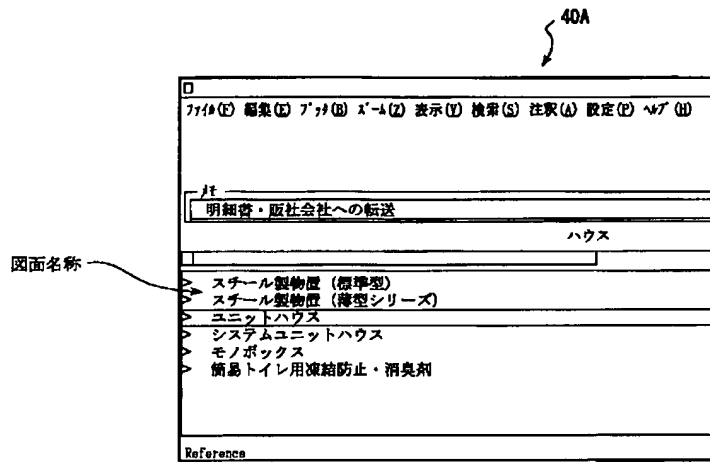 40A
ファイル(F) 編集(E) ブック(B) ズーム(Z) 表示(V) 検索(S) 注釈(A) 設定(P) ヘルプ(H)
メモ
明細書・販社会社への転送
ハウス
図面名称
> スチール製物置(標準型)
> スチール製物置(薄型シリーズ)
> ユニットハウス
> システムユニットハウス
> モノボックス
> 簡易トイレ用凍結防止・消臭剤
Reference